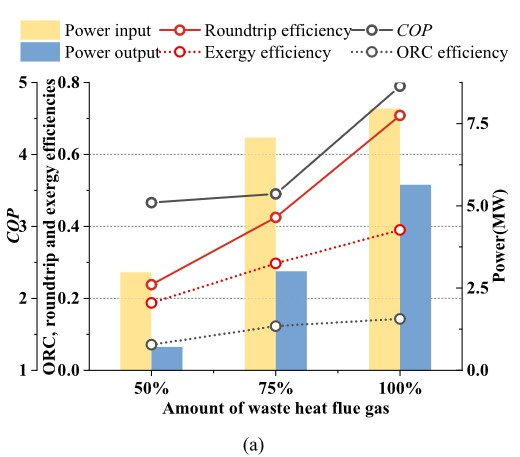 Power input Roundtrip efficiency COP
Power output Exergy efficiency ORC efficiency
5 0.8
4 0.6
3 0.4
2 0.2
1 0.0
7.5
5.0
2.5
0.0
COP
ORC, roundtrip and exergy efficiencies
Power(MW)
50% 75% 100%
Amount of waste heat flue gas
(a)